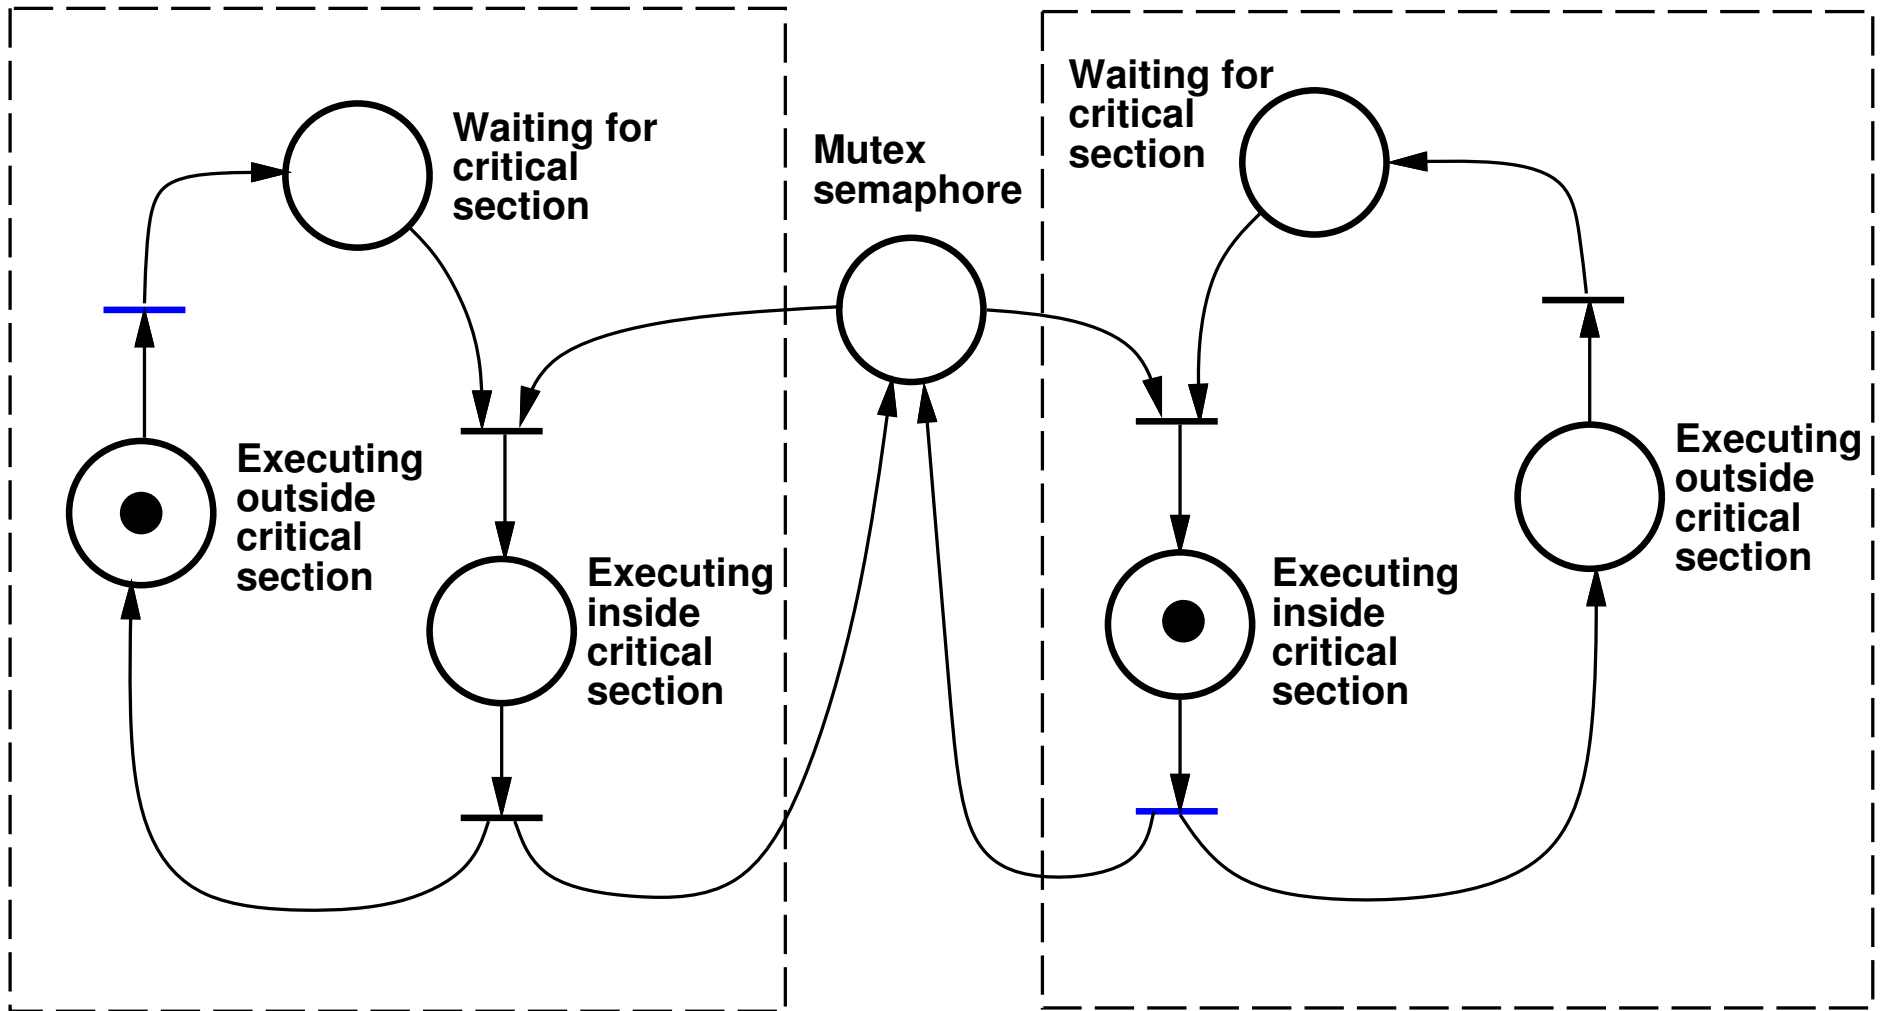 Waiting for
critical
section
Mutex
semaphore
Waiting for
critical
section
Executing
outside
critical
section
Executing
inside
critical
section
Executing
inside
critical
section
Executing
outside
critical
section